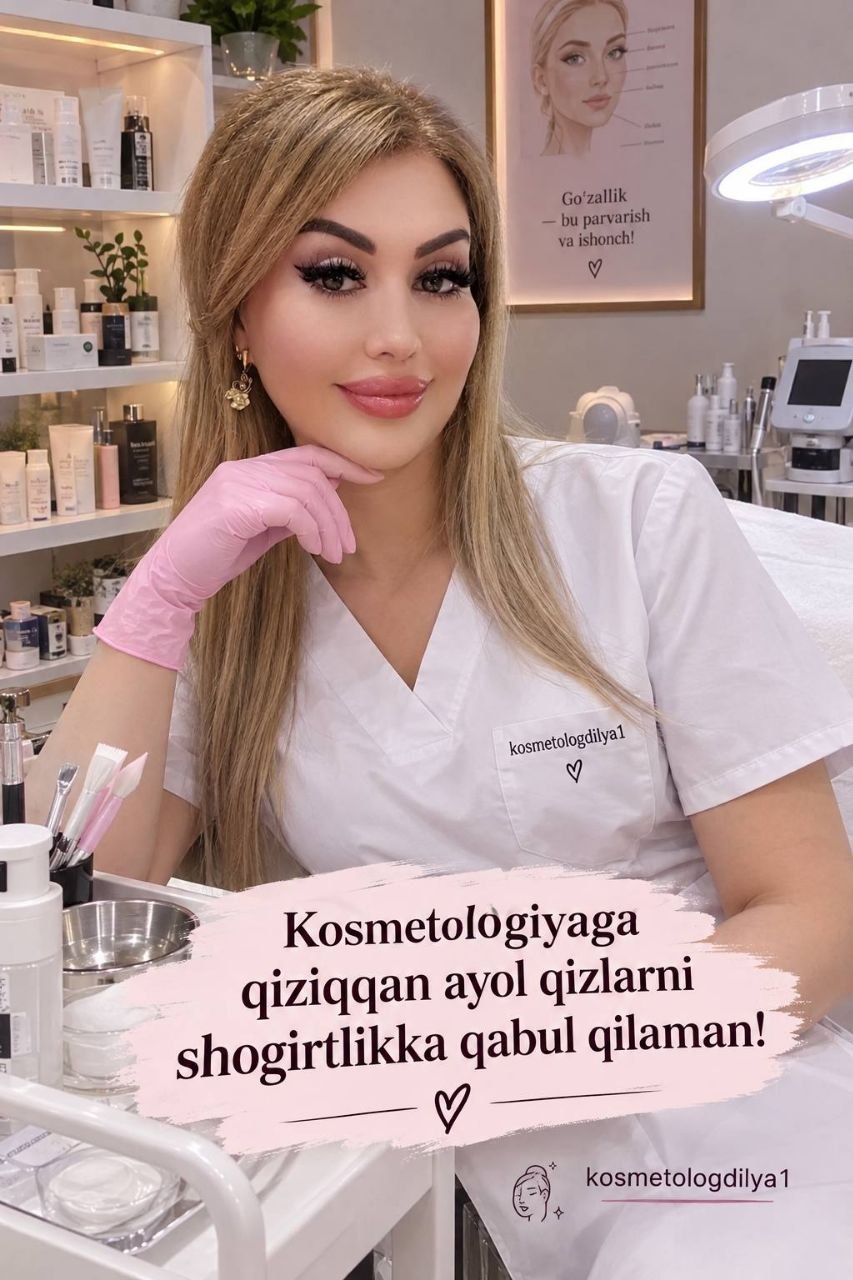 Go'zallik
— bu parvarish
va ishonch!
kosmetologdilya1
Kosmetologiyaga
qiziqqan ayol qizlarni
shogirtlikka qabul qilaman!
kosmetologdilya1